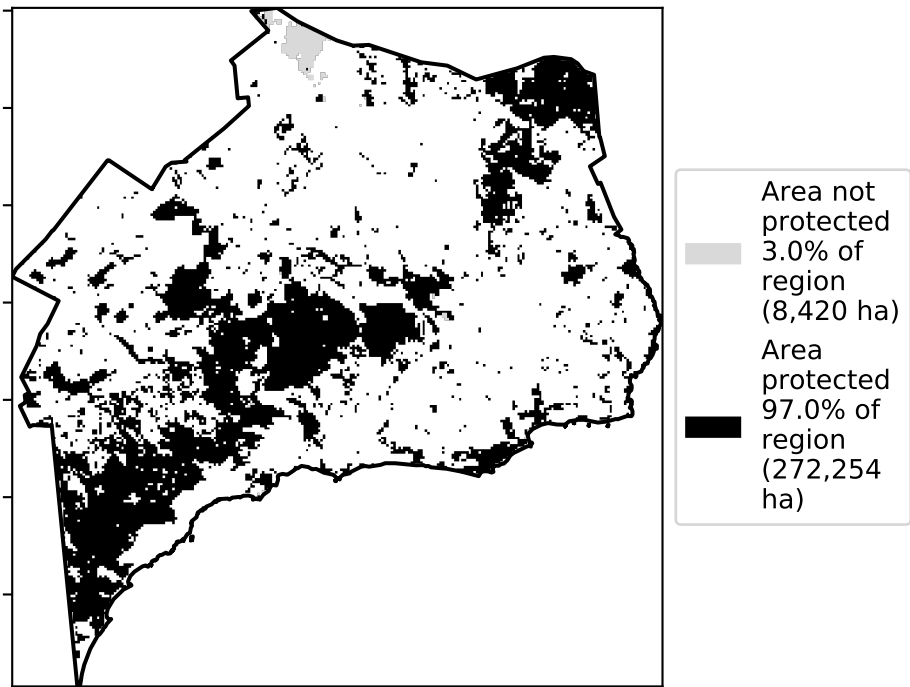 Area not
protected
3.0% of
region
(8,420 ha)
Area
protected
97.0% of
region
(272,254
ha)